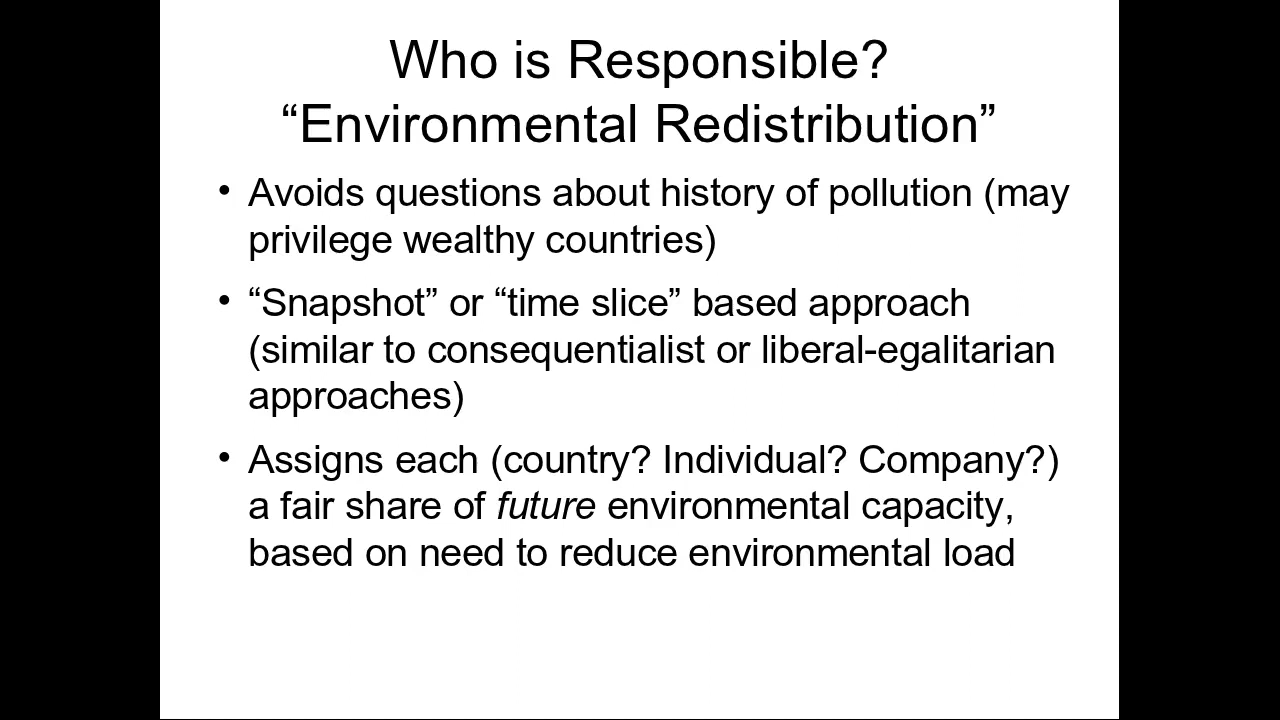 Who is Responsible?
“Environmental Redistribution”
• Avoids questions about history of pollution (may
privilege wealthy countries)
• “Snapshot” or “time slice” based approach
(similar to consequentialist or liberal-egalitarian
approaches)
• Assigns each (country? Individual? Company?)
a fair share of future environmental capacity,
based on need to reduce environmental load